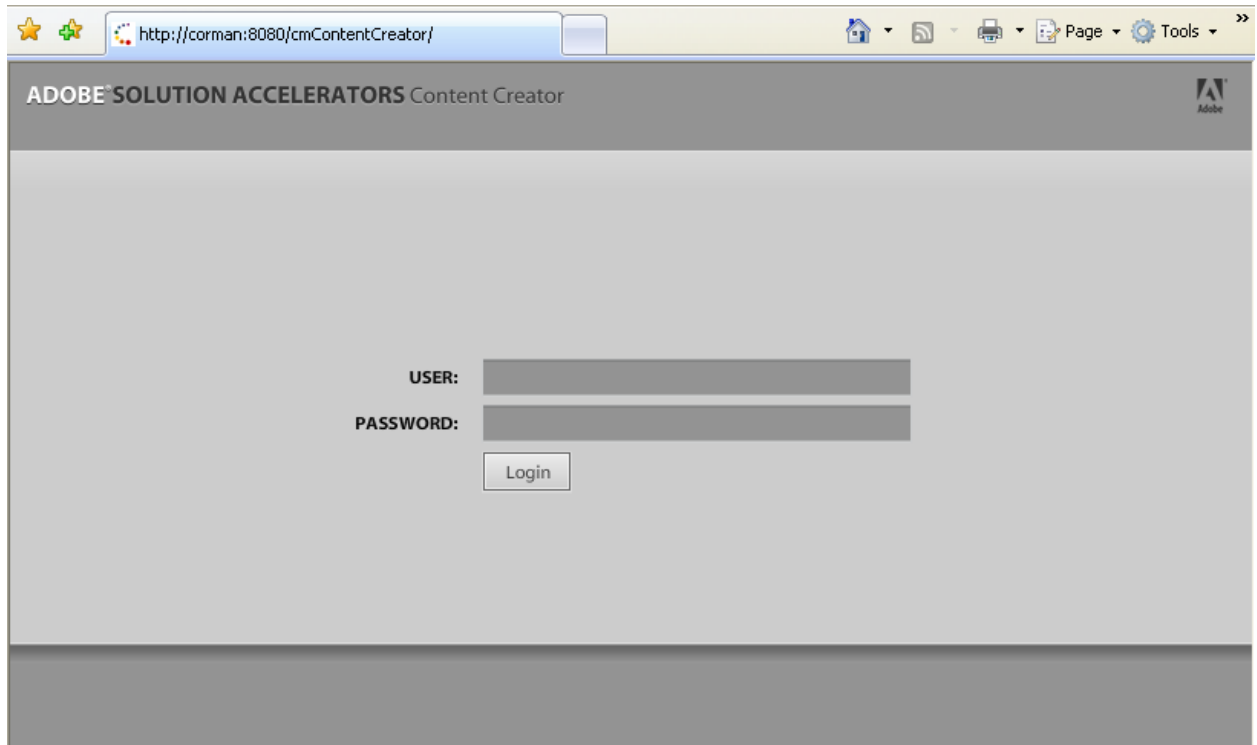 http://corman:8080/cmContentCreator/
Page
Tools
»
ADOBE® SOLUTION ACCELERATORS Content Creator
Adobe
USER:
PASSWORD:
Login